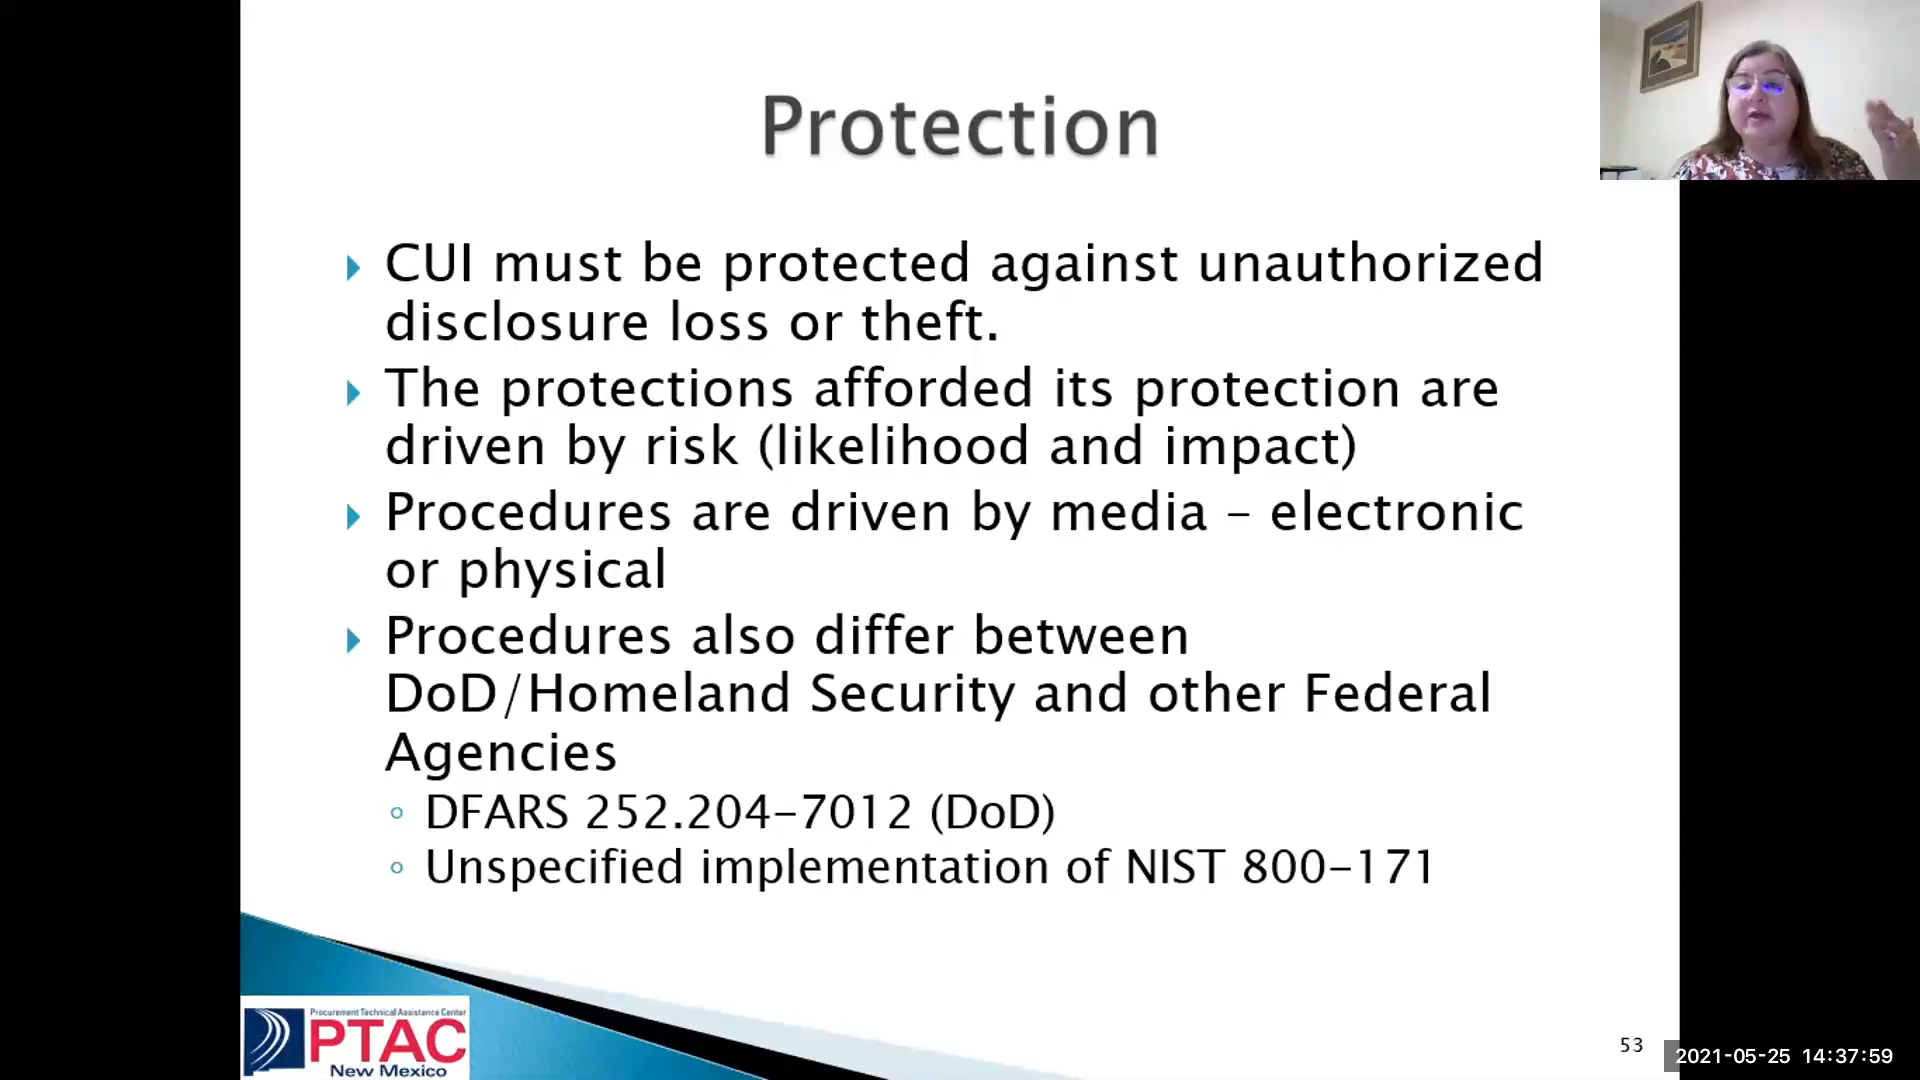 Protection
CUI must be protected against unauthorized
disclosure loss or theft.
The protections afforded its protection are
driven by risk (likelihood and impact)
Procedures are driven by media – electronic
or physical
Procedures also differ between
DoD/Homeland Security and other Federal
Agencies
DFARS 252.204-7012 (DoD)
Unspecified implementation of NIST 800-171
Procurement Technical Assistance Center
PTAC
New Mexico
53
2021-05-25 14:37:59